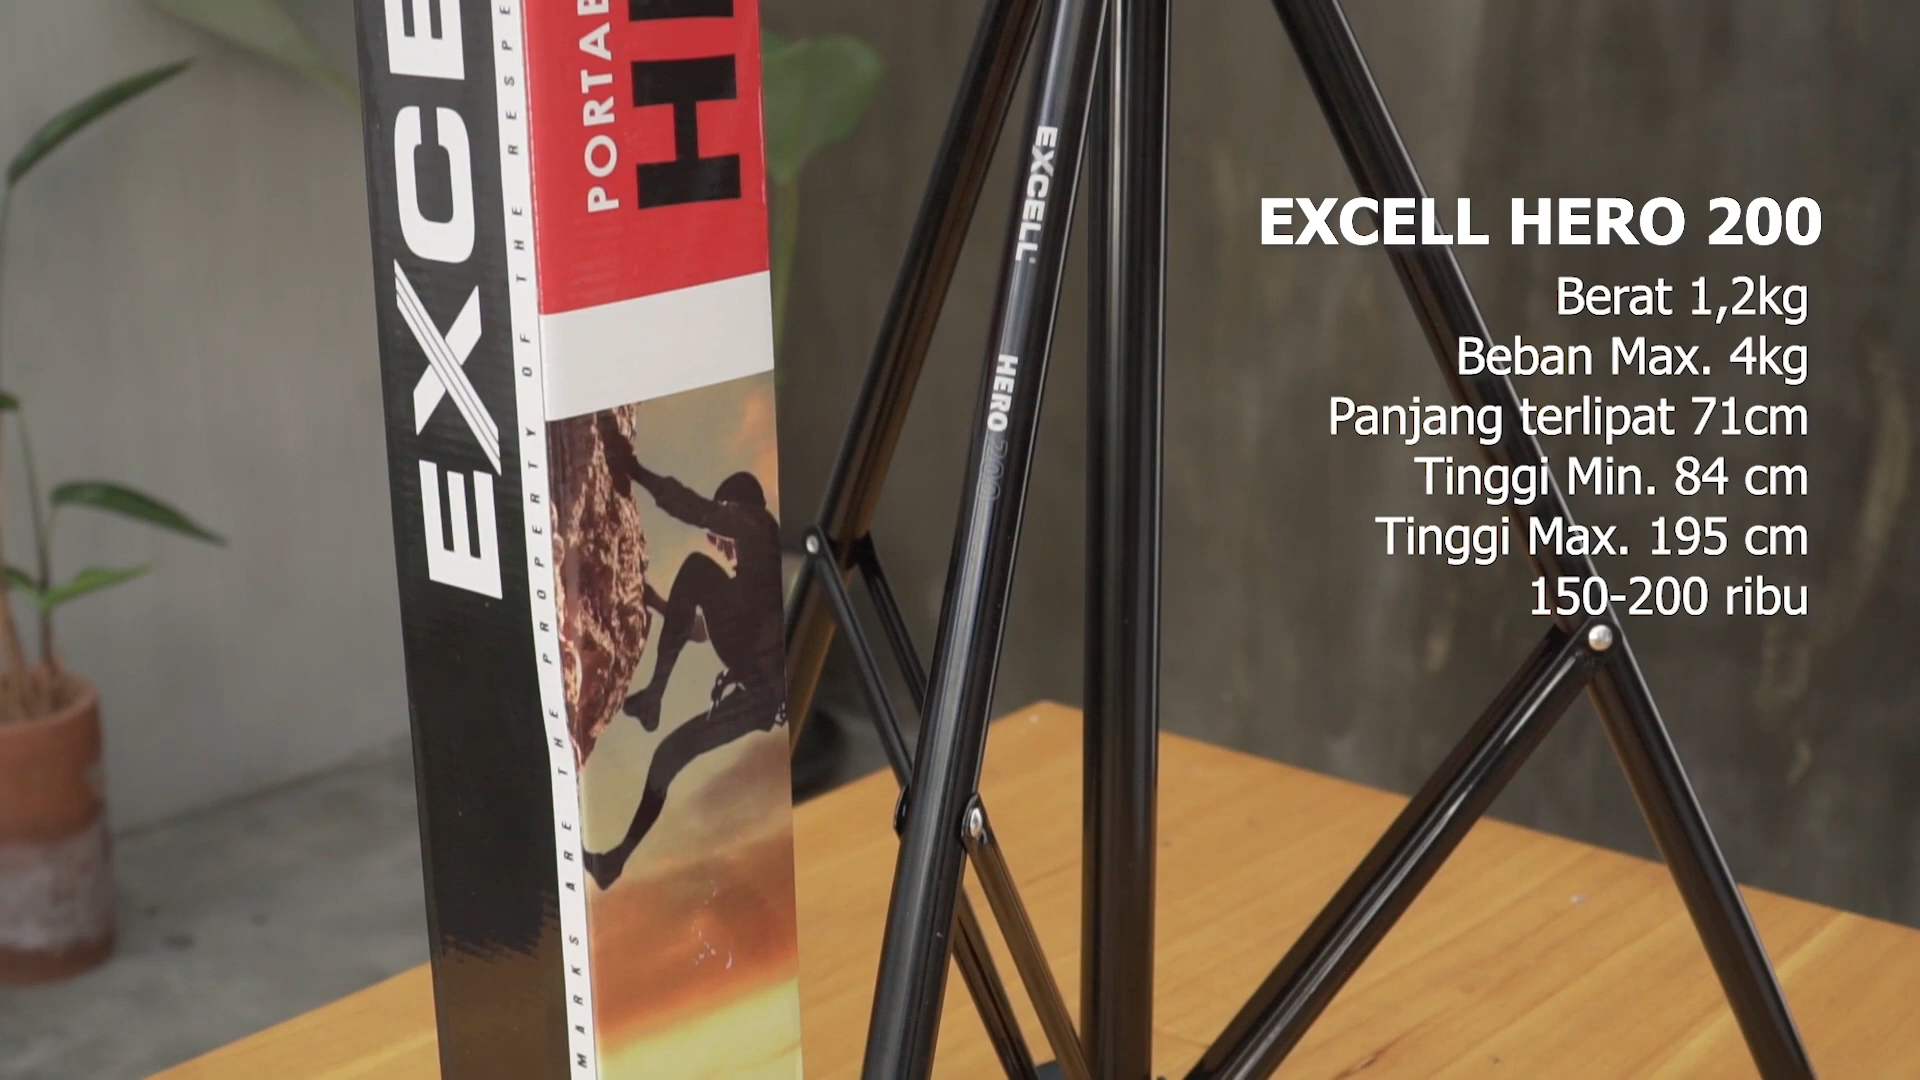 EXCE
MARKS ARE THE PROPERTY OF THE RESPE
PORTAB
H
EXCELL
HERO 200
EXCELL HERO 200
Berat 1,2kg
Beban Max. 4kg
Panjang terlipat 71cm
Tinggi Min. 84 cm
Tinggi Max. 195 cm
150-200 ribu